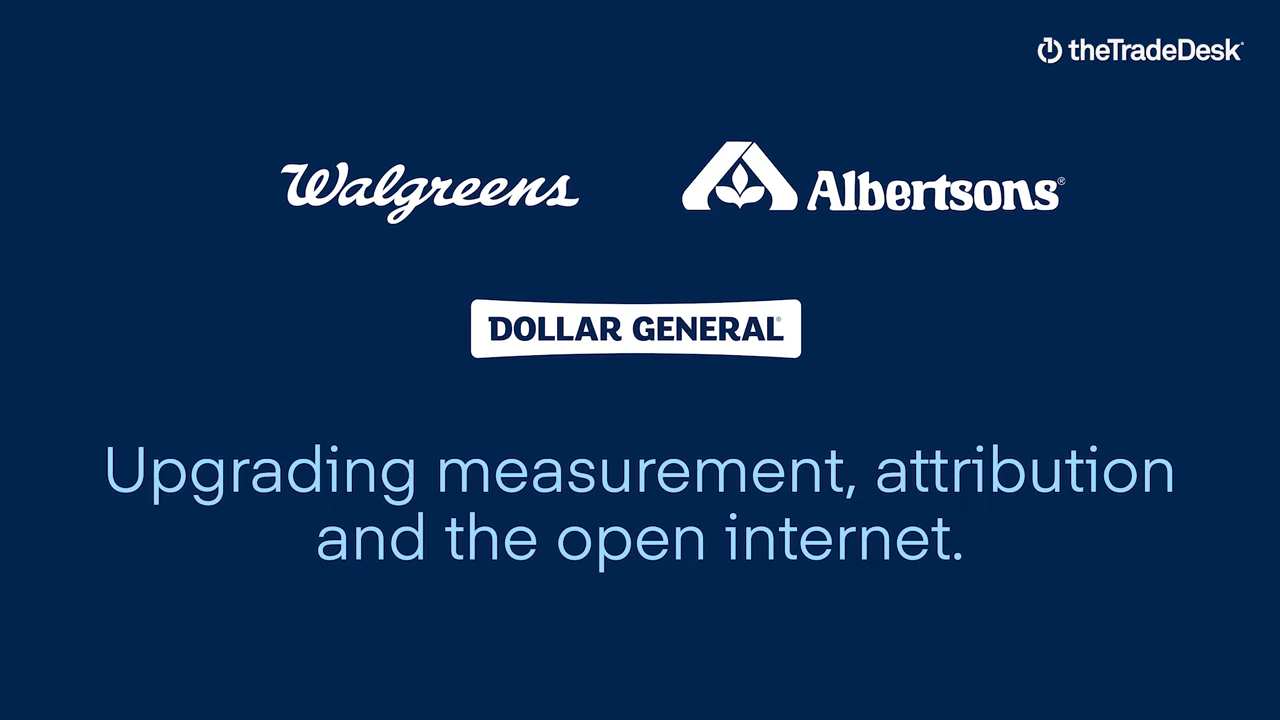 theTradeDesk
Walgreens
Albertsons®
DOLLAR GENERAL®
Upgrading measurement, attribution
and the open internet.